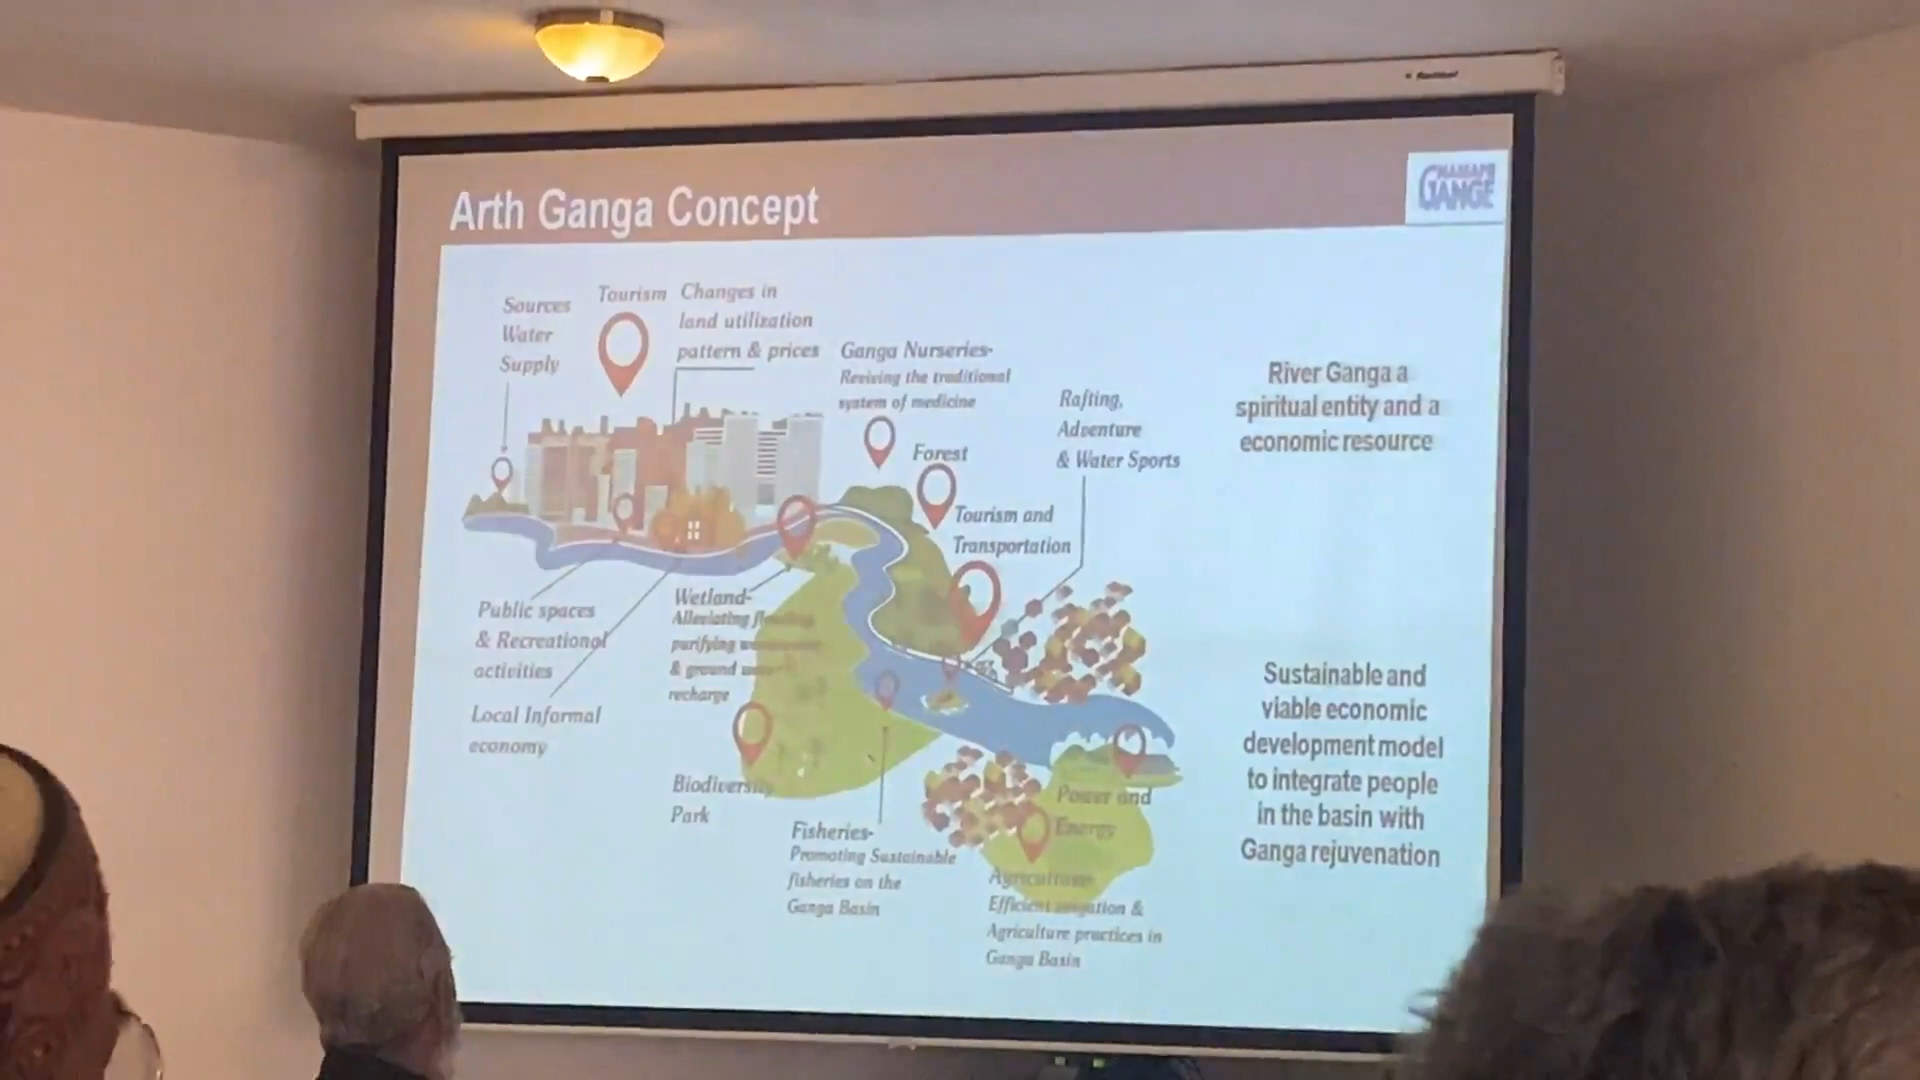 Arth Ganga Concept
NAMAMI
GANGE
Sources
Water
Supply
Tourism
Changes in
land utilization
pattern & prices
Ganga Nurseries-
Reviving the traditional
system of medicine
Forest
Rafting,
Adventure
& Water Sports
Tourism and
Transportation
Public spaces
& Recreational
activities
Local Informal
economy
Wetland-
Alleviating
purifying
& ground
recharge
Biodiversity
Park
Fisheries-
Promoting Sustainable
fisheries on the
Ganga Basin
Power and
Energy
Agriculture
Efficient irrigation &
Agriculture practices in
Ganga Basin
River Ganga a
spiritual entity and a
economic resource
Sustainable and
viable economic
development model
to integrate people
in the basin with
Ganga rejuvenation